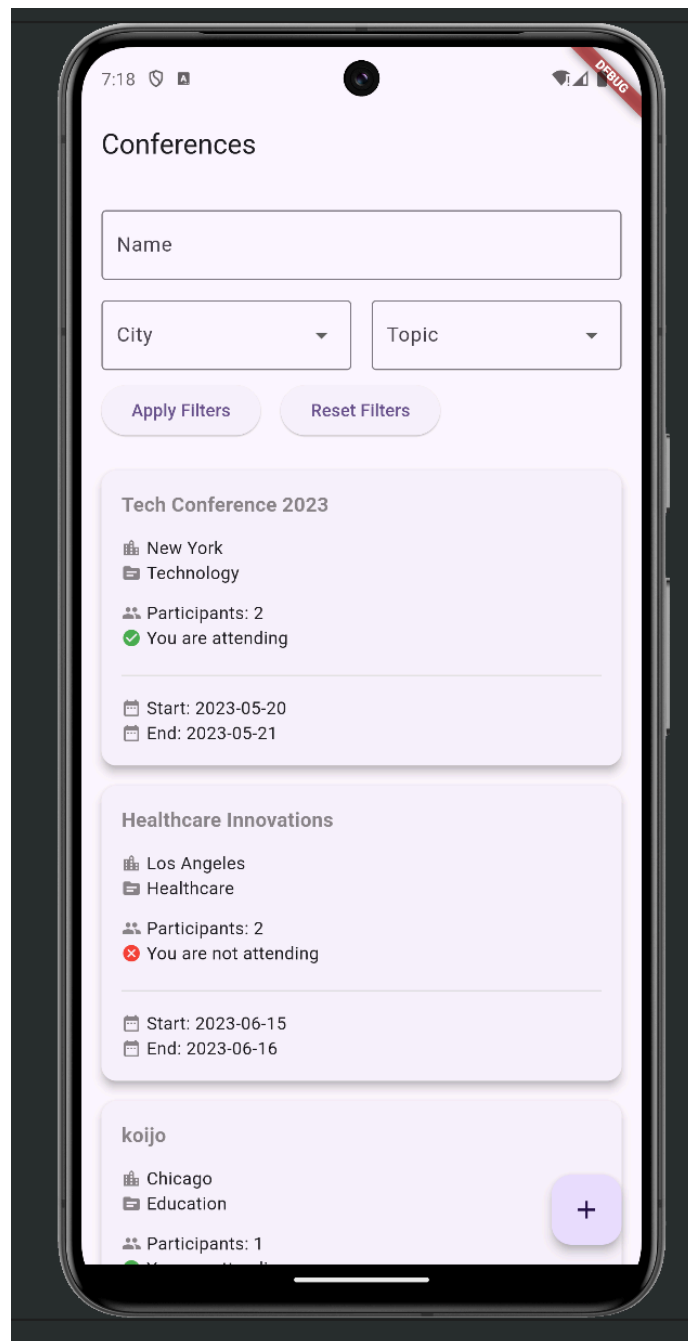 7:18
DEBUG
Conferences
Name
City
Topic
Apply Filters
Reset Filters
Tech Conference 2023
New York
Technology
Participants: 2
You are attending
Start: 2023-05-20
End: 2023-05-21
Healthcare Innovations
Los Angeles
Healthcare
Participants: 2
You are not attending
Start: 2023-06-15
End: 2023-06-16
koijo
Chicago
Education
Participants: 1